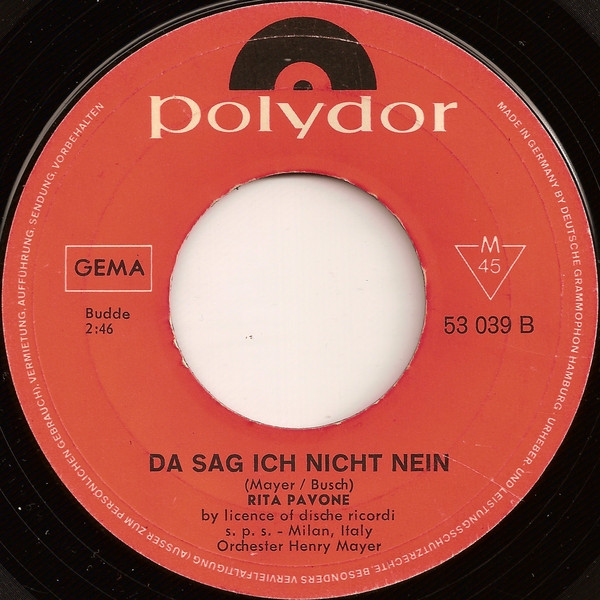 polydor
GEMA
Budde
2:46
M
45
53 039 B
DA SAG ICH NICHT NEIN
(Mayer / Busch)
RITA PAVONE
by licence of dische ricordi
s. p. s. - Milan, Italy
Orchester Henry Mayer
MADE IN GERMANY BY DEUTSCHE GRAMMOPHON HAMBURG · URHEBER- UND LEISTUNGSSCHUTZRECHTE, BESONDERS VERVIELFÄLTIGUNG (AUSSER ZUM PERSÖNLICHEN GEBRAUCH), VERMIETUNG, AUFFÜHRUNG, SENDUNG, VORBEHALTEN